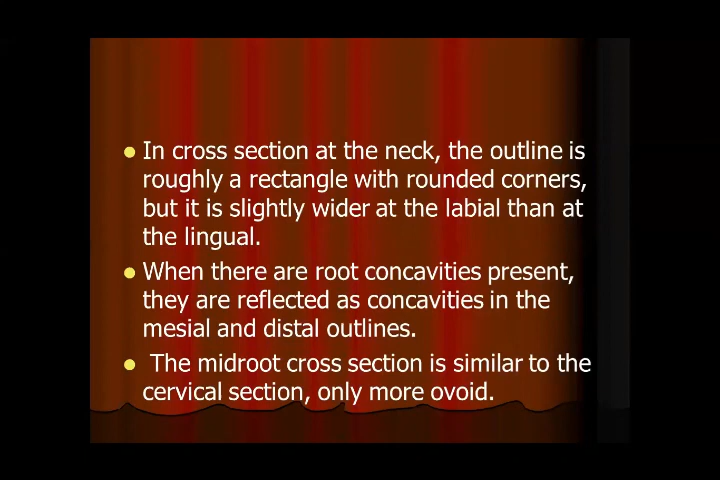 In cross section at the neck, the outline is
roughly a rectangle with rounded corners,
but it is slightly wider at the labial than at
the lingual.
When there are root concavities present,
they are reflected as concavities in the
mesial and distal outlines.
The midroot cross section is similar to the
cervical section, only more ovoid.